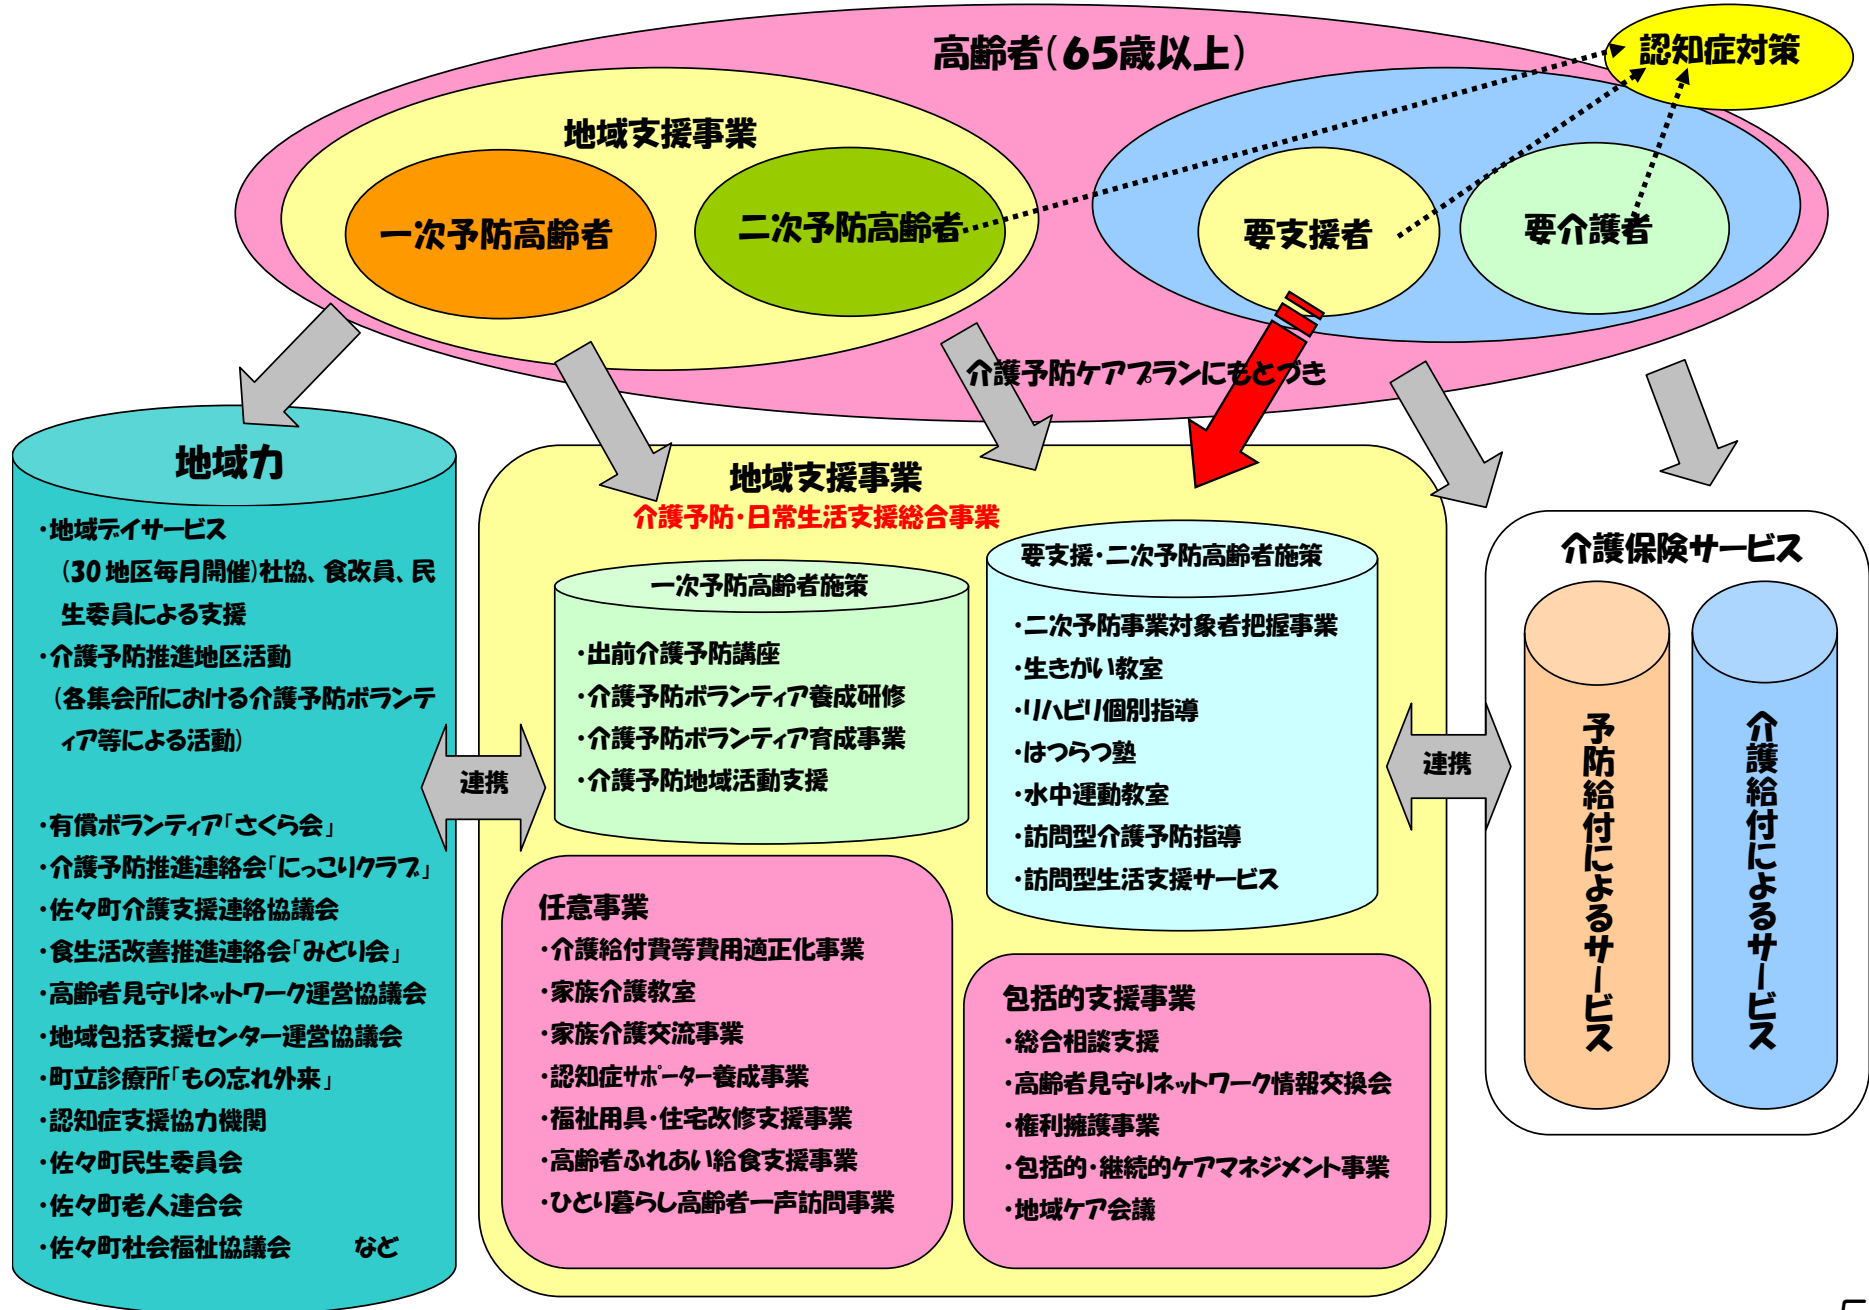 高齢者(65歳以上)
認知症対策
地域支援事業
一次予防高齢者
二次予防高齢者
要支援者
要介護者
介護予防ケアプランにもとづき
地域力
・地域デイサービス
(30地区毎月開催)社協、食改員、民
生委員による支援
・介護予防推進地区活動
(各集会所における介護予防ボランテ
ィア等による活動)
・有償ボランティア「さくら会」
・介護予防推進連絡会「にっこりクラブ」
・佐々町介護支援連絡協議会
・食生活改善推進連絡会「みどり会」
・高齢者見守りネットワーク運営協議会
・地域包括支援センター運営協議会
・町立診療所「もの忘れ外来」
・認知症支援協力機関
・佐々町民生委員会
・佐々町老人連合会
・佐々町社会福祉協議会 など
連携
地域支援事業
介護予防・日常生活支援総合事業
一次予防高齢者施策
・出前介護予防講座
・介護予防ボランティア養成研修
・介護予防ボランティア育成事業
・介護予防地域活動支援
要支援・二次予防高齢者施策
・二次予防事業対象者把握事業
・生きがい教室
・リハビリ個別指導
・はつらつ塾
・水中運動教室
・訪問型介護予防指導
・訪問型生活支援サービス
任意事業
・介護給付費等費用適正化事業
・家族介護教室
・家族介護交流事業
・認知症サポーター養成事業
・福祉用具・住宅改修支援事業
・高齢者ふれあい給食支援事業
・ひとり暮らし高齢者一声訪問事業
包括的支援事業
・総合相談支援
・高齢者見守りネットワーク情報交換会
・権利擁護事業
・包括的・継続的ケアマネジメント事業
・地域ケア会議
連携
介護保険サービス
予防給付によるサービス
介護給付によるサービス